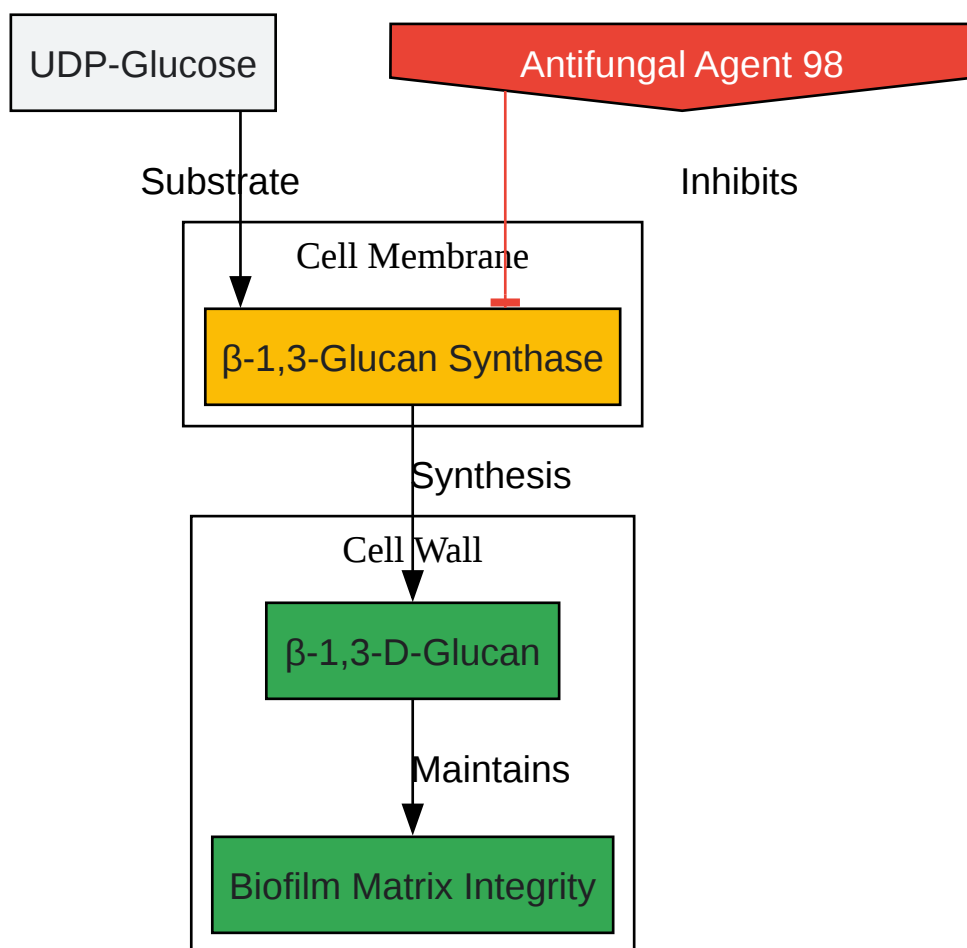 UDP-Glucose
Antifungal Agent 98
Substrate
Inhibits
Cell Membrane
β-1,3-Glucan Synthase
Synthesis
Cell Wall
β-1,3-D-Glucan
Maintains
Biofilm Matrix Integrity